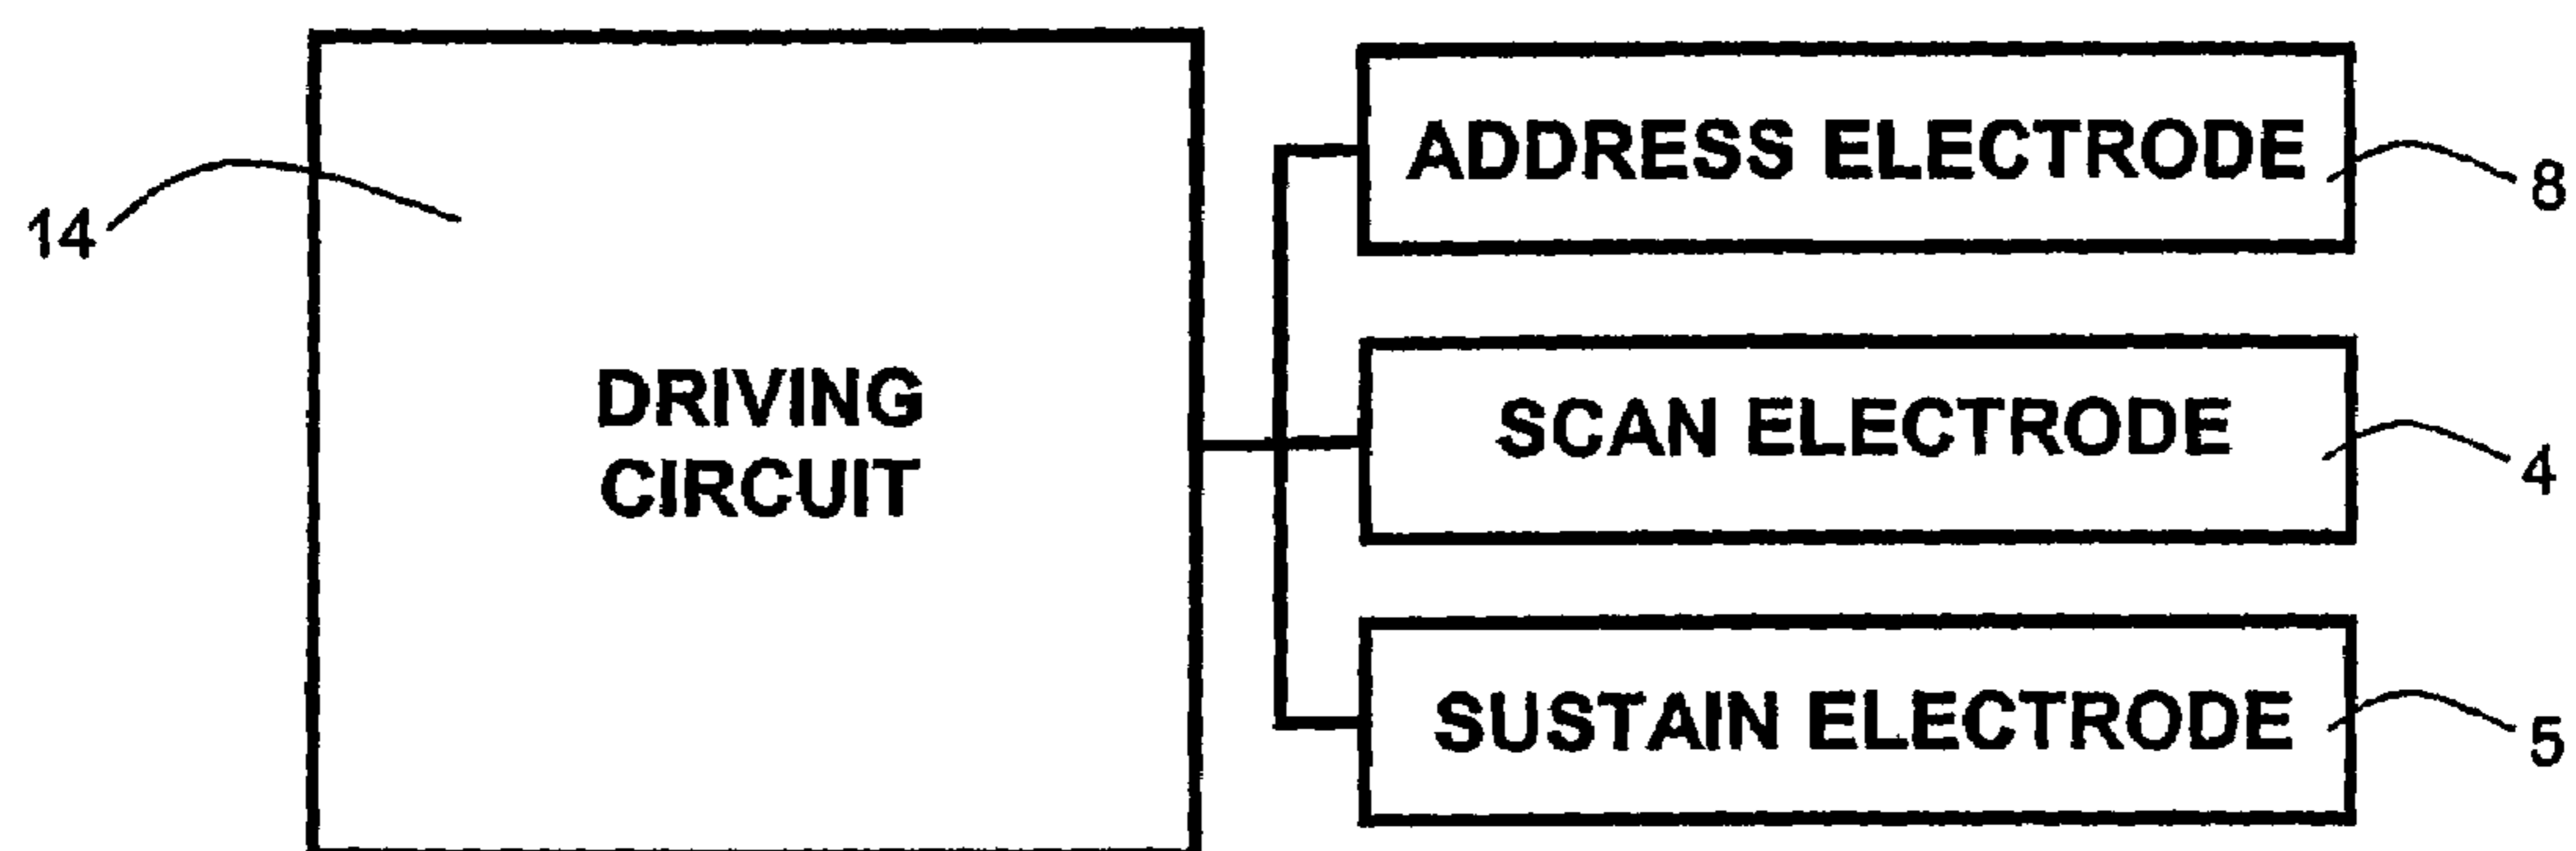 14
DRIVING
CIRCUIT
ADDRESS ELECTRODE
8
SCAN ELECTRODE
4
SUSTAIN ELECTRODE
5